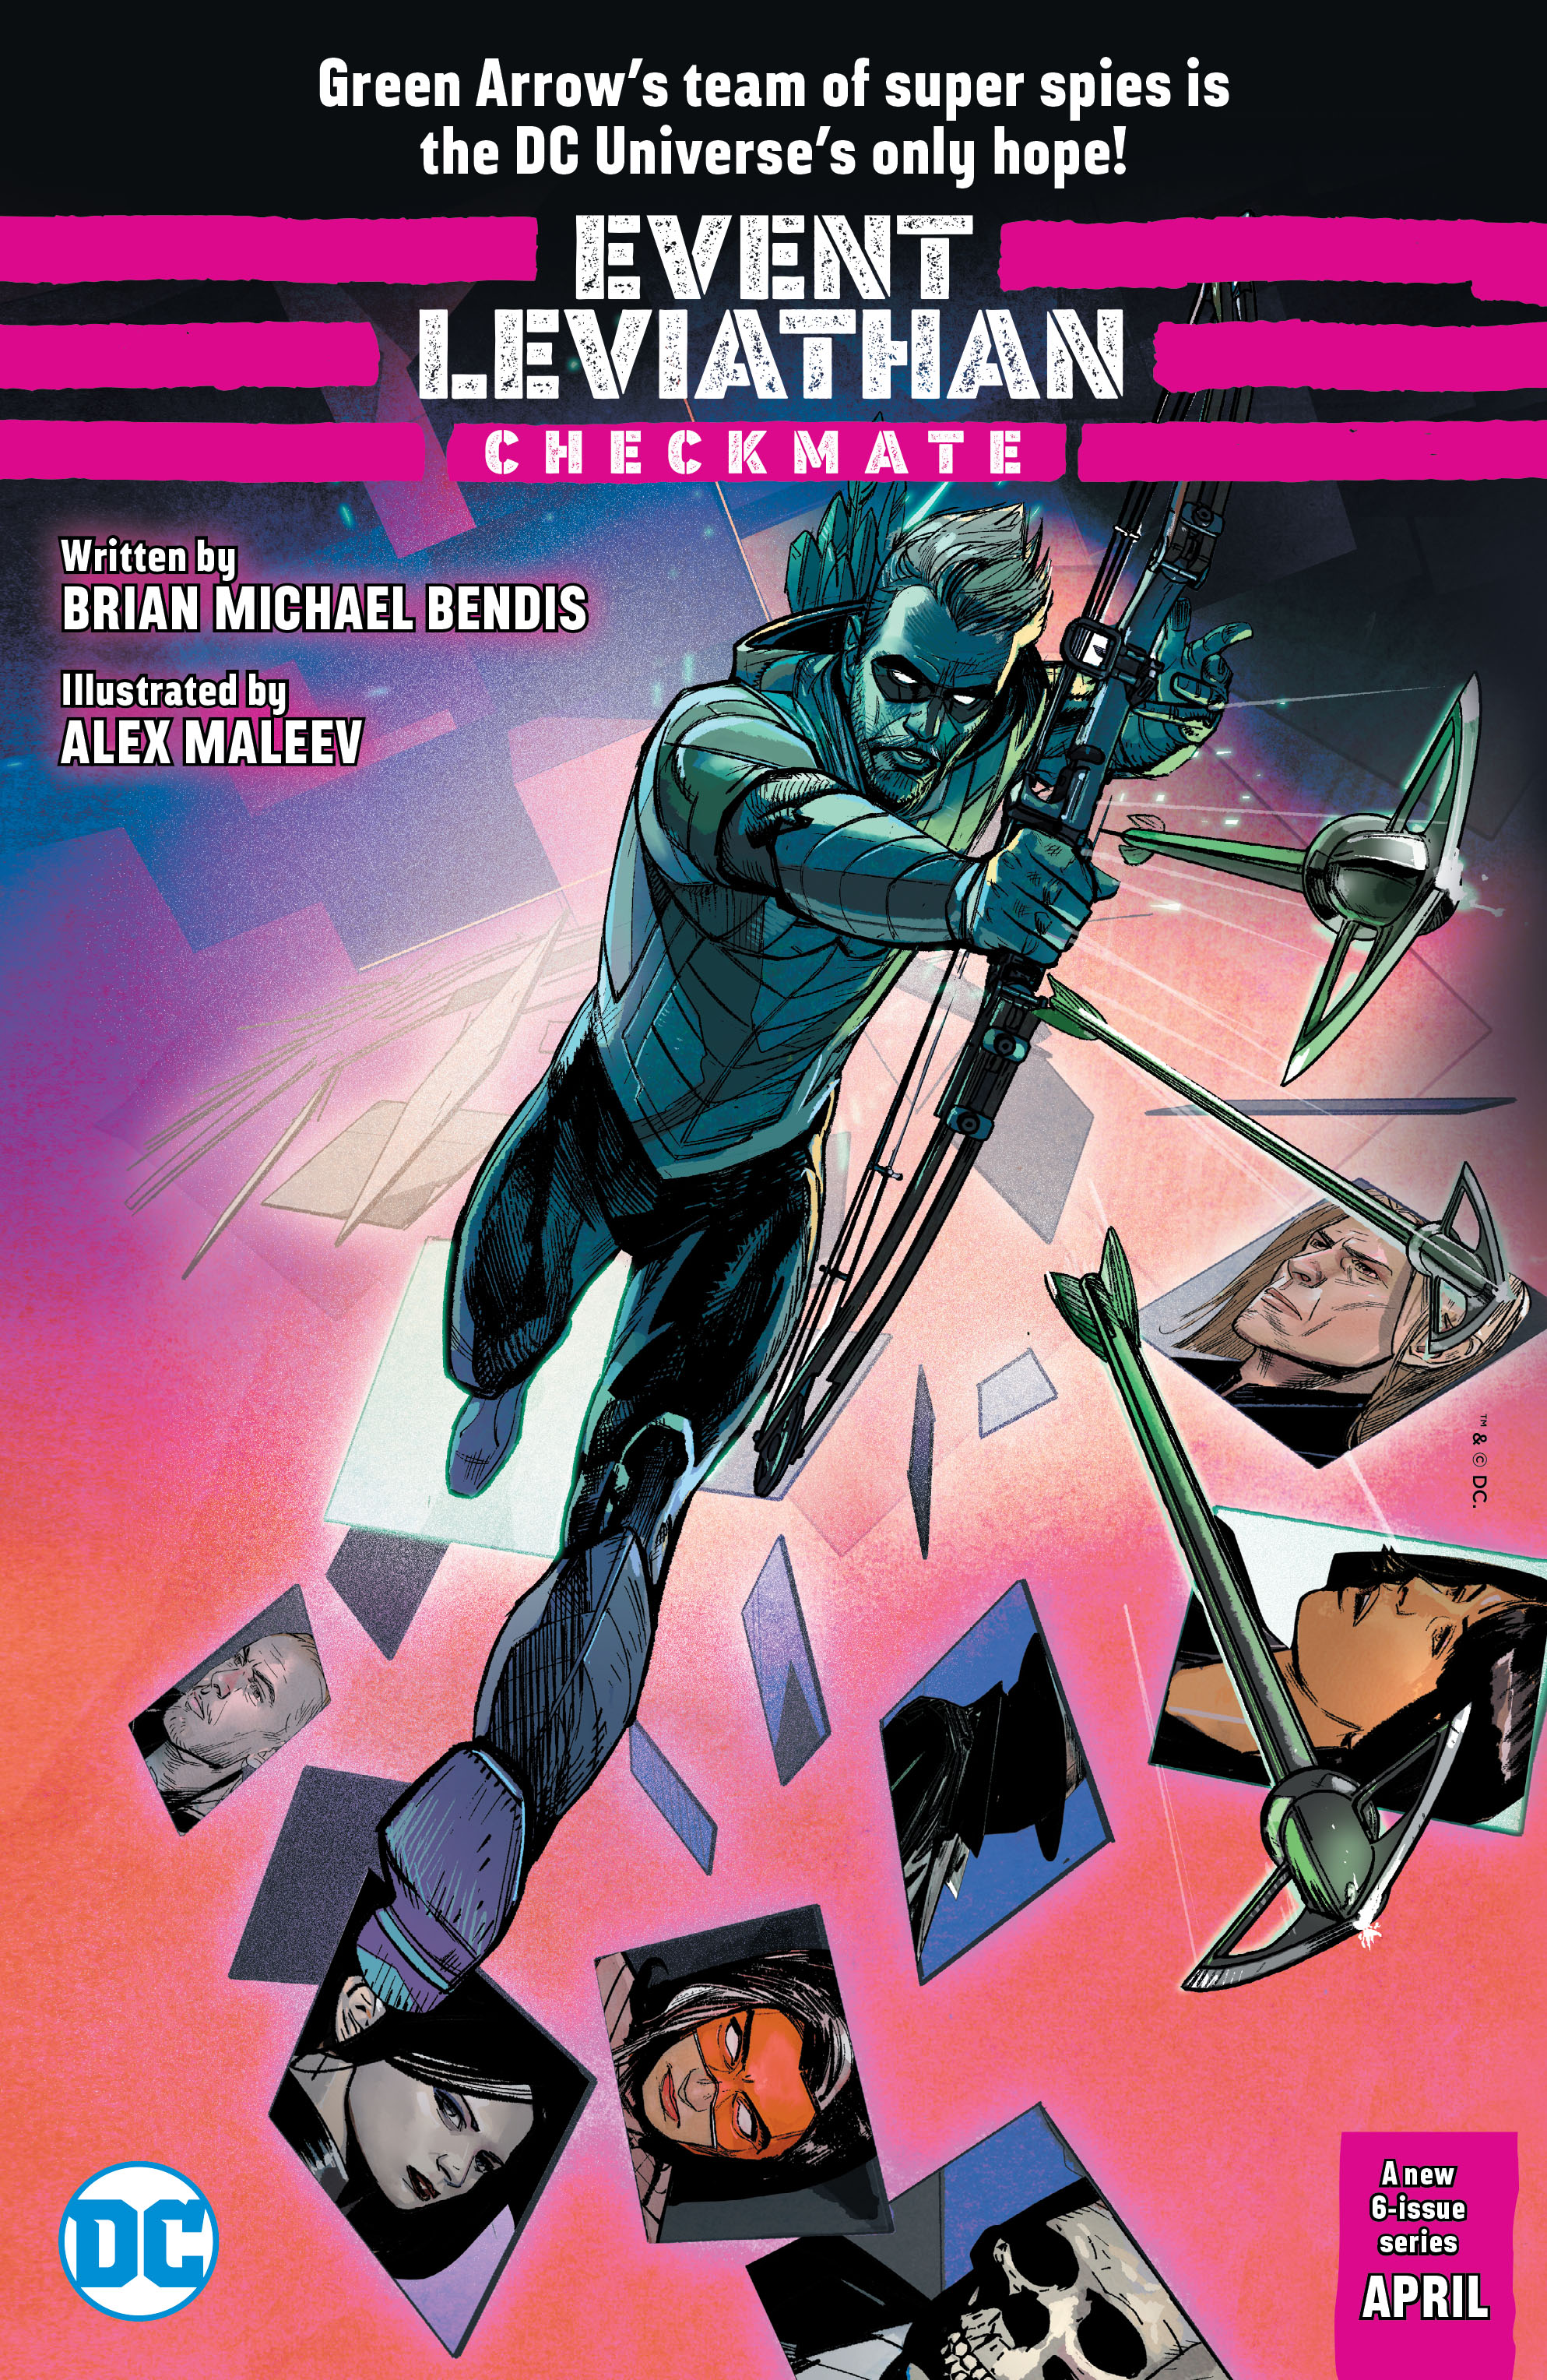 Green Arrow's team of super spies is
the DC Universe's only hope!
EVENT
LEVIATHAN
CHECKMATE
Written by
BRIAN MICHAEL BENDIS
Illustrated by
ALEX MALEEV
™ & © DC.
DC
A new
6-issue
series
APRIL